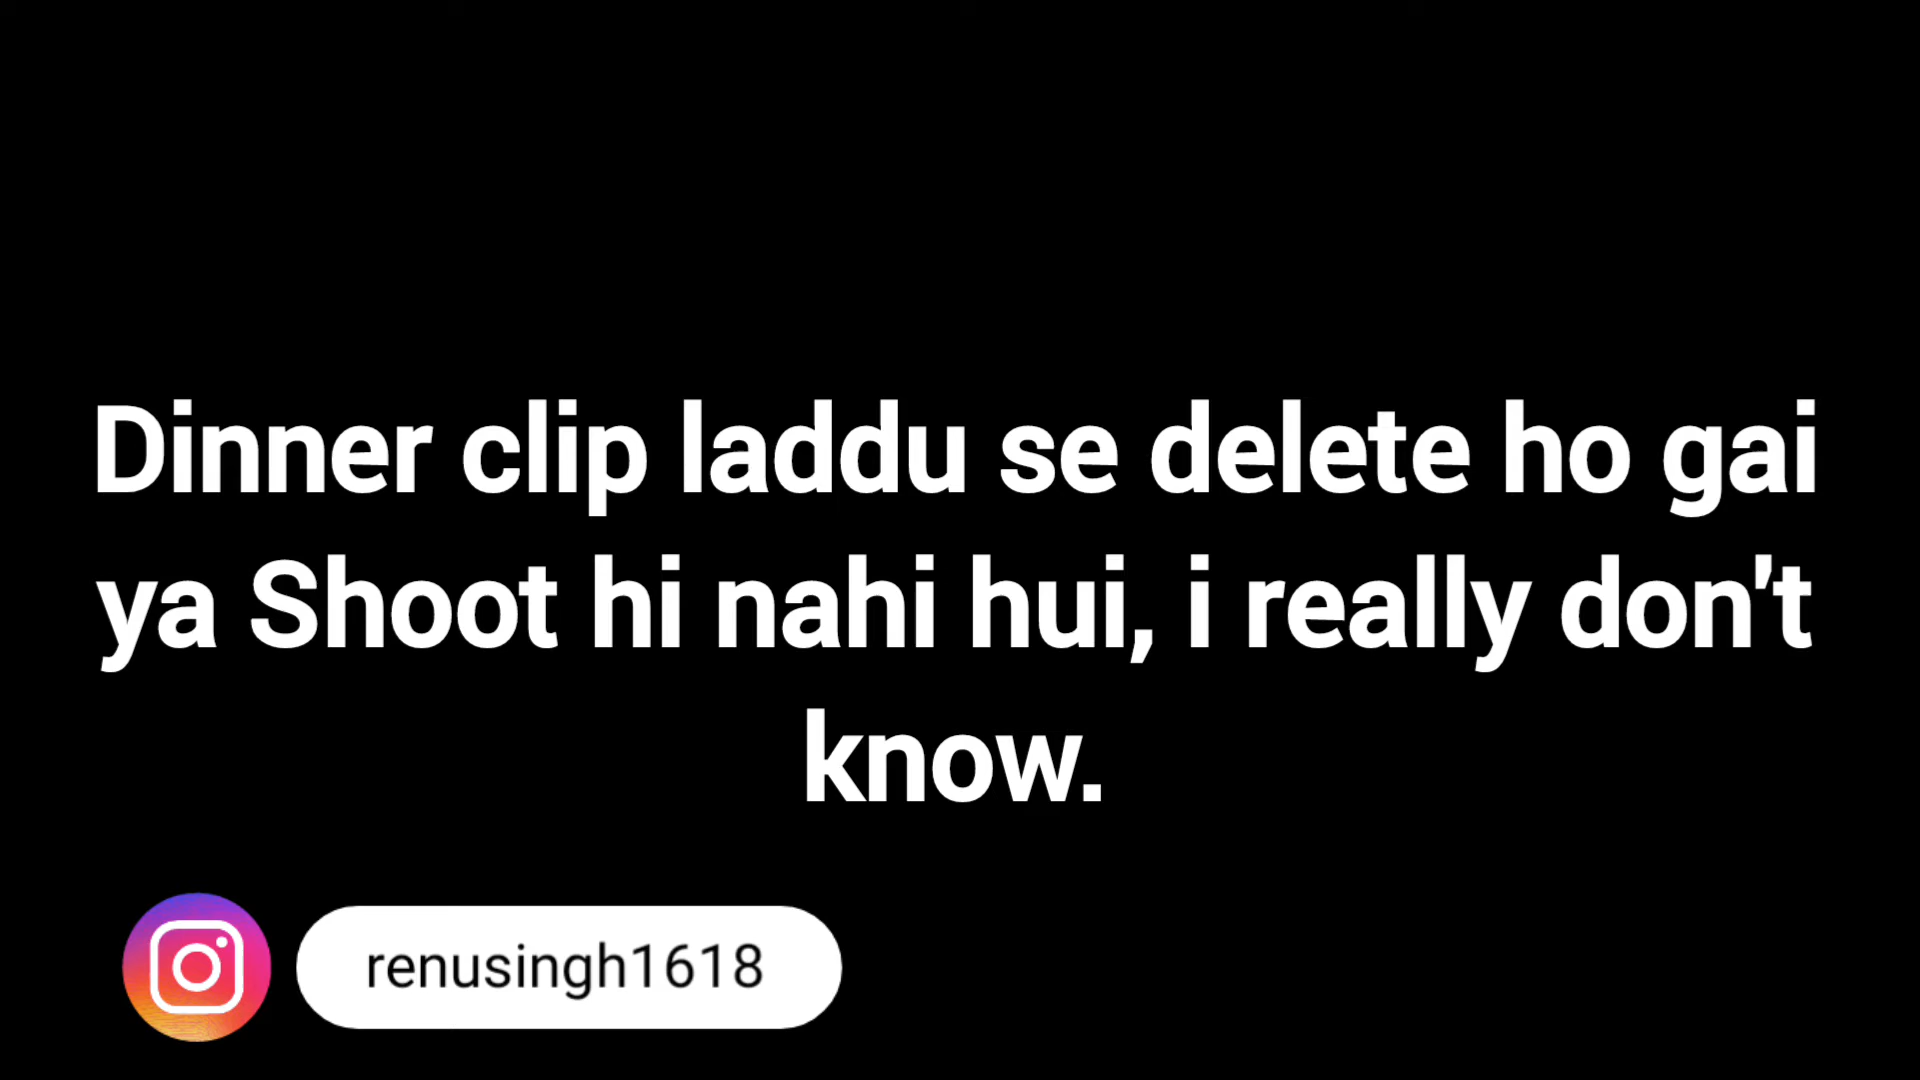 Dinner clip laddu se delete ho gai
ya Shoot hi nahi hui, i really don't
know.
renusingh1618